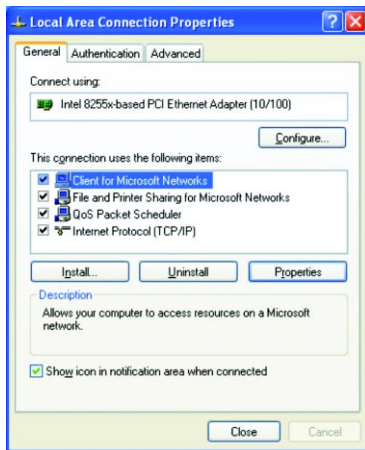 Local Area Connection Properties
General Authentication Advanced
Connect using:
Intel 8255x-based PCI Ethernet Adapter (10/100)
Configure...
This connection uses the following items:
Client for Microsoft Networks
File and Printer Sharing for Microsoft Networks
QoS Packet Scheduler
Internet Protocol (TCP/IP)
Install... Uninstall Properties
Description
Allows your computer to access resources on a Microsoft
network.
Show icon in notification area when connected
Close Cancel